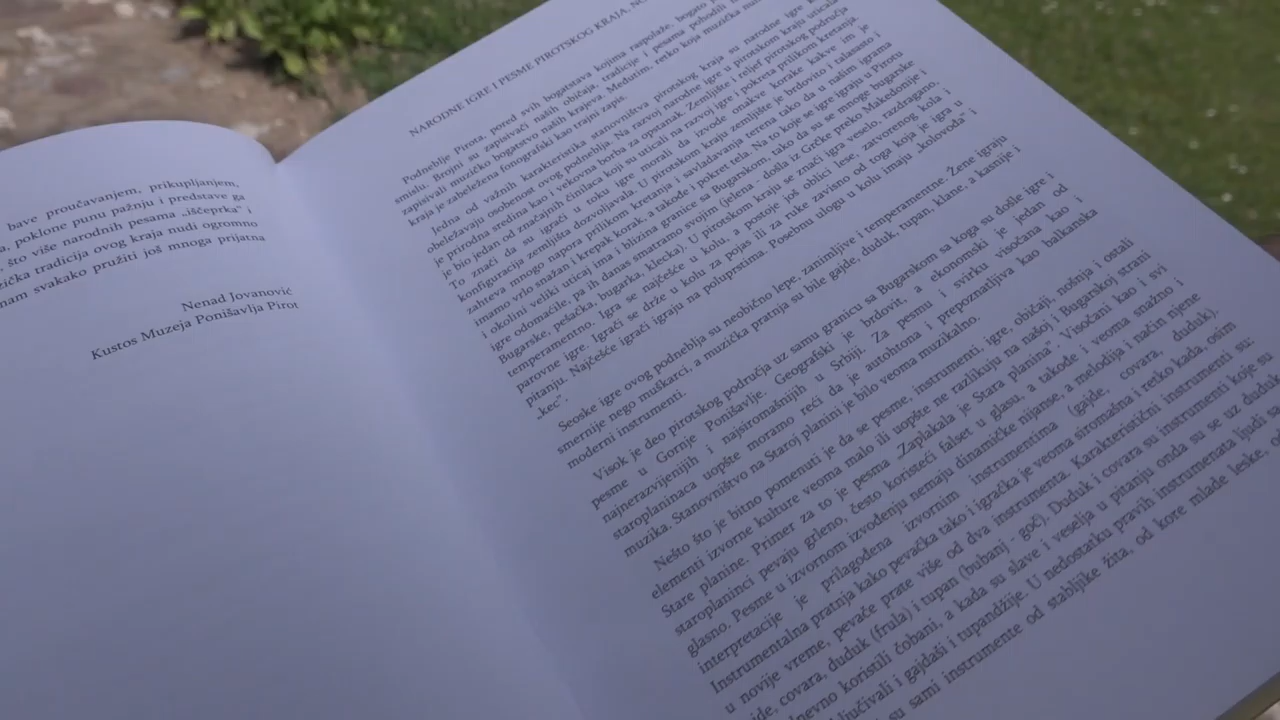 bave proučavanjem, prikupljanjem,
poklone punu pažnju i predstave ga
što više narodnih pesama „iščeprka" i
tradicija ovog kraja nudi ogromno
nam svakako pružiti još mnoga prijatna
Nenad Jovanović
Kustos Muzeja Ponišavlja Pirot
NARODNE IGRE I PESME PIROTSKOG KRAJA,
Podneblje Pirota, pored svih bogatstava kojima raspolaže, bogato
smislu. Brojni su zapisivači naših običaja, tradicije i pesama pohodili
zapisivali muzičko bogatstvo naših krajeva. Međutim, retko koja muzička
kraja je zabeležena fonografski kao trajni zapis.
Jedna od važnih karakteristika stanovništva pirotskog kraja su narodne igre
obeležavaju osobenost ovog podneblja. Na razvoj narodne igre u pirotskom kraju uticala
je prirodna sredina kao i vekovna borba za opstanak. Zemljište i reljef pirotskog područja
je bio jedan od značajnih činilaca koji su uticali na razvoj igre i pokreta prilikom kretanja.
To znači da su igrači u toku igre morali da izvode onakve korake kakve im je
konfiguracija zemljišta dozvoljavala. U pirotskom kraju zemljište je brdovito i talasasto i
zahteva mnogo napora prilikom kretanja i savladavanja terena tako da u našim igrama
imamo vrlo snažan i krepak korak, a takođe i pokret tela. Na to koje se igre igraju u Pirotu
i okolini veliki uticaj ima i blizina granice sa Bugarskom, tako da su se mnoge bugarske
igre odomaćile, pa ih danas smatramo svojim (jelena - došla iz Grčke preko Makedonije i
Bugarske, pešačka, bugarka, klecka). U pirotskom kraju se znači igra veselo, razdragano,
temperamentno. Igra se najčešće u kolu, a postoje još oblici lese, zatvorenog kola i
parovne igre. Igrači se drže u kolu za pojas ili za ruke zavisno od toga koja je igra u
pitanju. Najčešće igrači igraju na poluprstima. Posebnu ulogu u kolu imaju „kolovođa" i
„kec".
Seoske igre ovog podneblja su neobično lepe, zanimljive i temperamentne. Žene igraju
smernije nego muškarci, a muzička pratnja su bile gajde, duduk, tupan, klane, a kasnije i
moderni instrumenti.
Visok je deo pirotskog područja uz samu granicu sa Bugarskom sa koga su došle igre i
pesme u Gornje Ponišavlje. Geografski je brdovit, a ekonomski je jedan od
najnerazvijenijih i najsiromašnijih u Srbiji. Za pesmu i svirku visočana kao i
staroplaninaca uopšte moramo reći da je autohtona i prepoznatljiva kao balkanska
muzika. Stanovništvo na Staroj planini je bilo veoma muzikalno.
Nešto što je bitno pomenuti je da se pesme, instrumenti, igre, običaji, nošnja i ostali
elementi izvorne kulture veoma malo ili uopšte ne razlikuju na našoj i Bugarskoj strani
Stare planine. Primer za to je pesma „Zaplakala je Stara planina". Visočani kao i svi
staroplaninci pevaju grleno, često koristeći falset u glasu, a takođe i veoma snažno i
glasno. Pesme u izvornom izvođenju nemaju dinamičke nijanse, a melodija i način njene
interpretacije je prilagođena izvornim instrumentima (gajde, covara, duduk).
Instrumentalna pratnja kako pevačka tako i igračka je veoma siromašna i retko kada, osim
u novije vreme, pevače prate više od dva instrumenta. Karakteristični instrumenti su:
covara, duduk (frula) i tupan (bubanj - goč). Duduk i covara su instrumenti koje su
koristili čobani, a kada su slave i veselja u pitanju onda su se uz duduk
i gajdaši i tupandžije. U nedostatku pravih instrumenata ljudi
su sami instrumente od stabljike žita, od kore mlade leske,